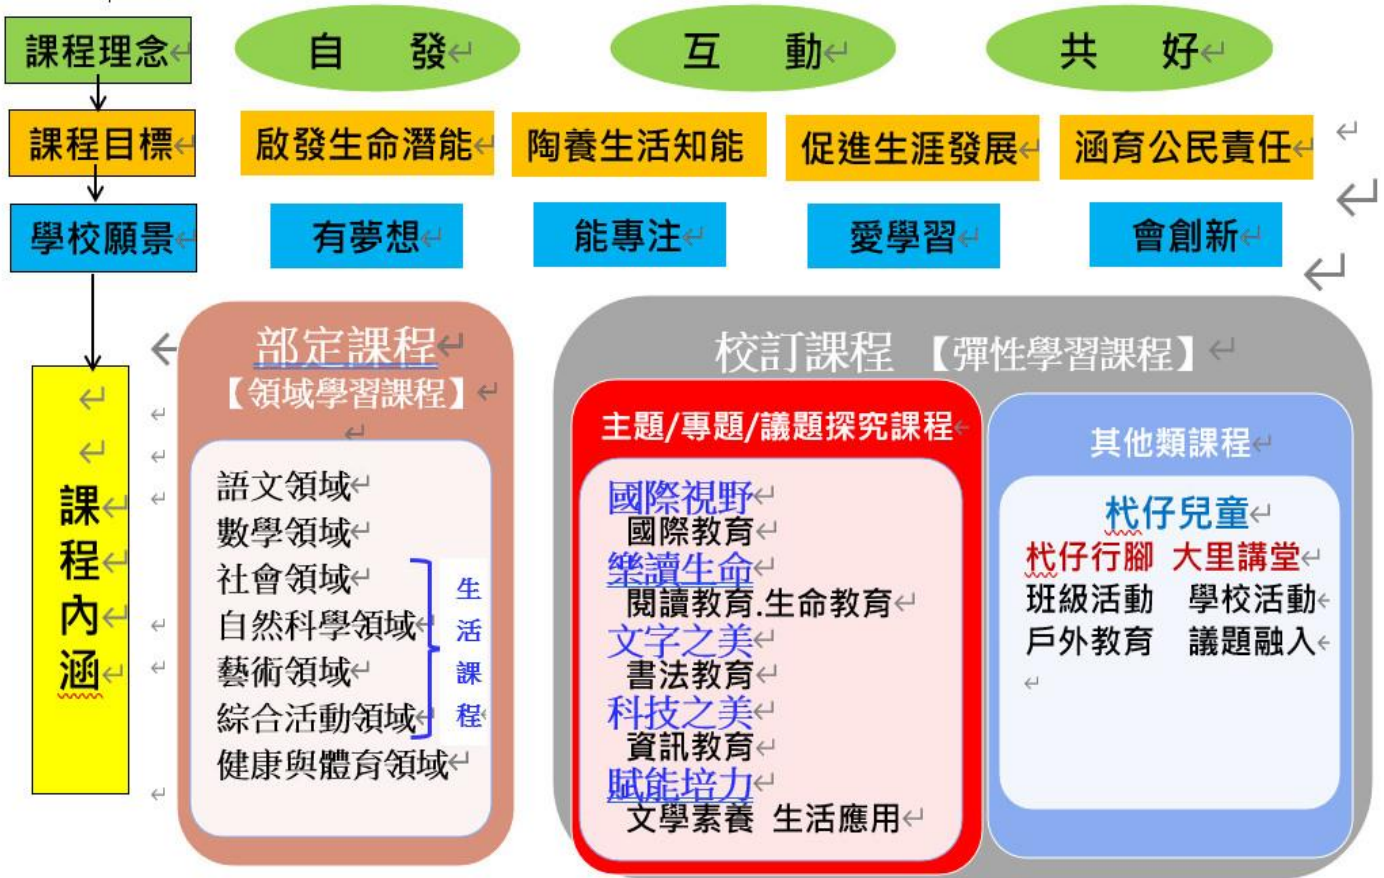 課程理念
自 發
互 動
共 好
課程目標
啟發生命潛能
陶養生活知能
促進生涯發展
涵育公民責任
學校願景
有夢想
能專注
愛學習
會創新
課程內涵
部定課程
【領域學習課程】
語文領域
數學領域
社會領域
自然科學領域
藝術領域
綜合活動領域
健康與體育領域
生活課程
校訂課程 【彈性學習課程】
主題/專題/議題探究課程
國際視野
國際教育
樂讀生命
閱讀教育.生命教育
文字之美
書法教育
科技之美
資訊教育
賦能培力
文學素養 生活應用
其他類課程
杙仔兒童
杙仔行腳 大里講堂
班級活動 學校活動
戶外教育 議題融入